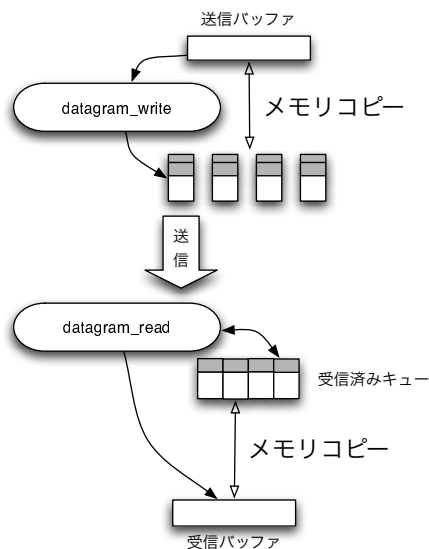 送信バッファ
datagram_write
メモリコピー
送
信
datagram_read
受信済みキュー
メモリコピー
受信バッファ